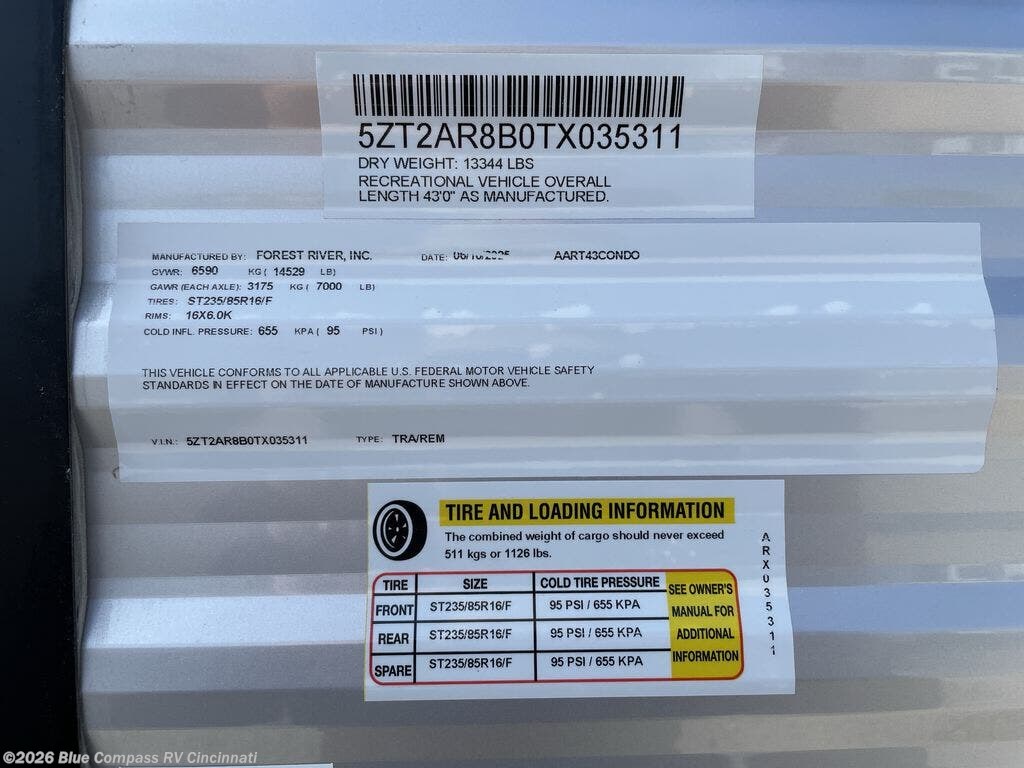 5ZT2AR8B0TX035311
DRY WEIGHT: 13344 LBS
RECREATIONAL VEHICLE OVERALL
LENGTH 43'0" AS MANUFACTURED.
MANUFACTURED BY: FOREST RIVER, INC. DATE: AART43CONDO
GVWR: 6590 KG ( 14529 LB)
GAWR (EACH AXLE): 3175 KG ( 7000 LB)
TIRES: ST235/85R16/F
RIMS: 16X6.0K
COLD INFL. PRESSURE: 655 KPA ( 95 PSI )
THIS VEHICLE CONFORMS TO ALL APPLICABLE U.S. FEDERAL MOTOR VEHICLE SAFETY
STANDARDS IN EFFECT ON THE DATE OF MANUFACTURE SHOWN ABOVE.
V.I.N.: 5ZT2AR8B0TX035311 TYPE: TRA/REM
TIRE AND LOADING INFORMATION
The combined weight of cargo should never exceed
511 kgs or 1126 lbs.
TIRE SIZE COLD TIRE PRESSURE
FRONT ST235/85R16/F 95 PSI / 655 KPA
REAR ST235/85R16/F 95 PSI / 655 KPA
SPARE ST235/85R16/F 95 PSI / 655 KPA
SEE OWNER'S
MANUAL FOR
ADDITIONAL
INFORMATION
ARX035311
©2026 Blue Compass RV Cincinnati